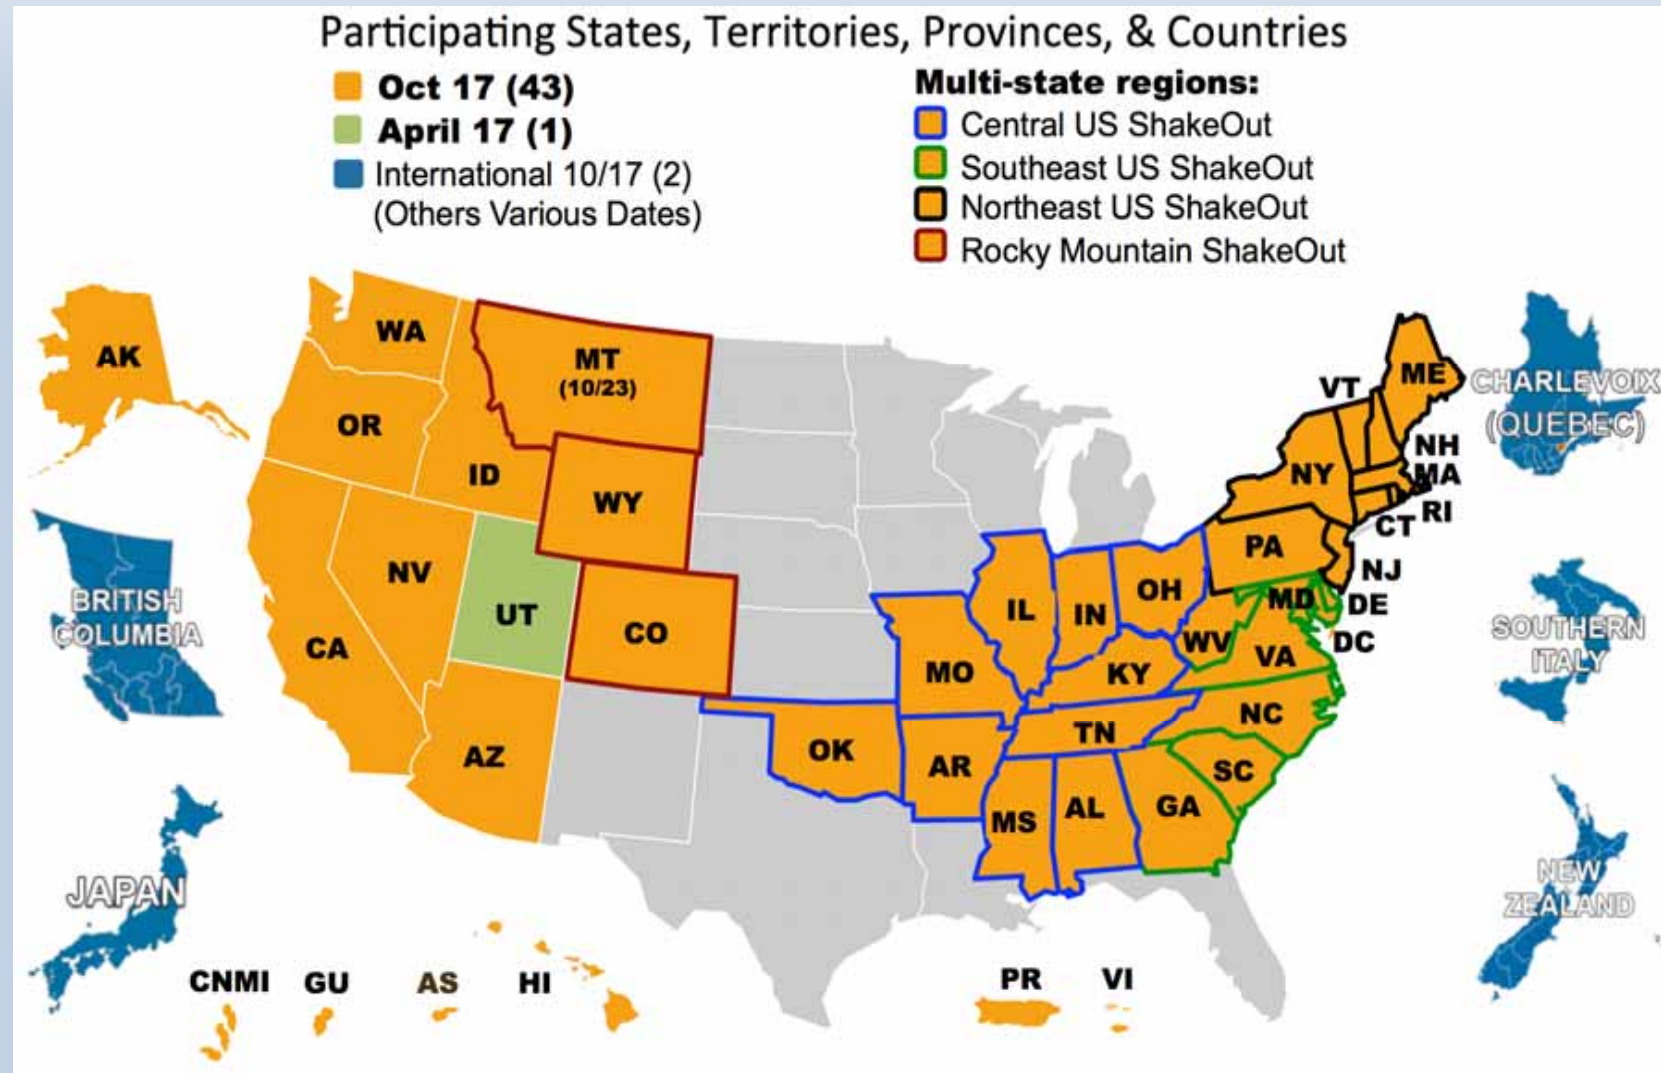 Participating States, Territories, Provinces, & Countries
Oct 17 (43)
April 17 (1)
International 10/17 (2)
(Others Various Dates)
Multi-state regions:
Central US ShakeOut
Southeast US ShakeOut
Northeast US ShakeOut
Rocky Mountain ShakeOut
AK
WA
MT
(10/23)
OR
ID
WY
NV
UT
CO
CA
AZ
OK
MO
AR
IL
IN
OH
KY
TN
MS
AL
GA
SC
NC
VA
WV
MD
DE
DC
PA
NJ
NY
CT
RI
MA
NH
VT
ME
BRITISH
COLUMBIA
JAPAN
CNMI
GU
AS
HI
PR
VI
CHARLEVOIX
(QUEBEC)
SOUTHERN
ITALY
NEW
ZEALAND